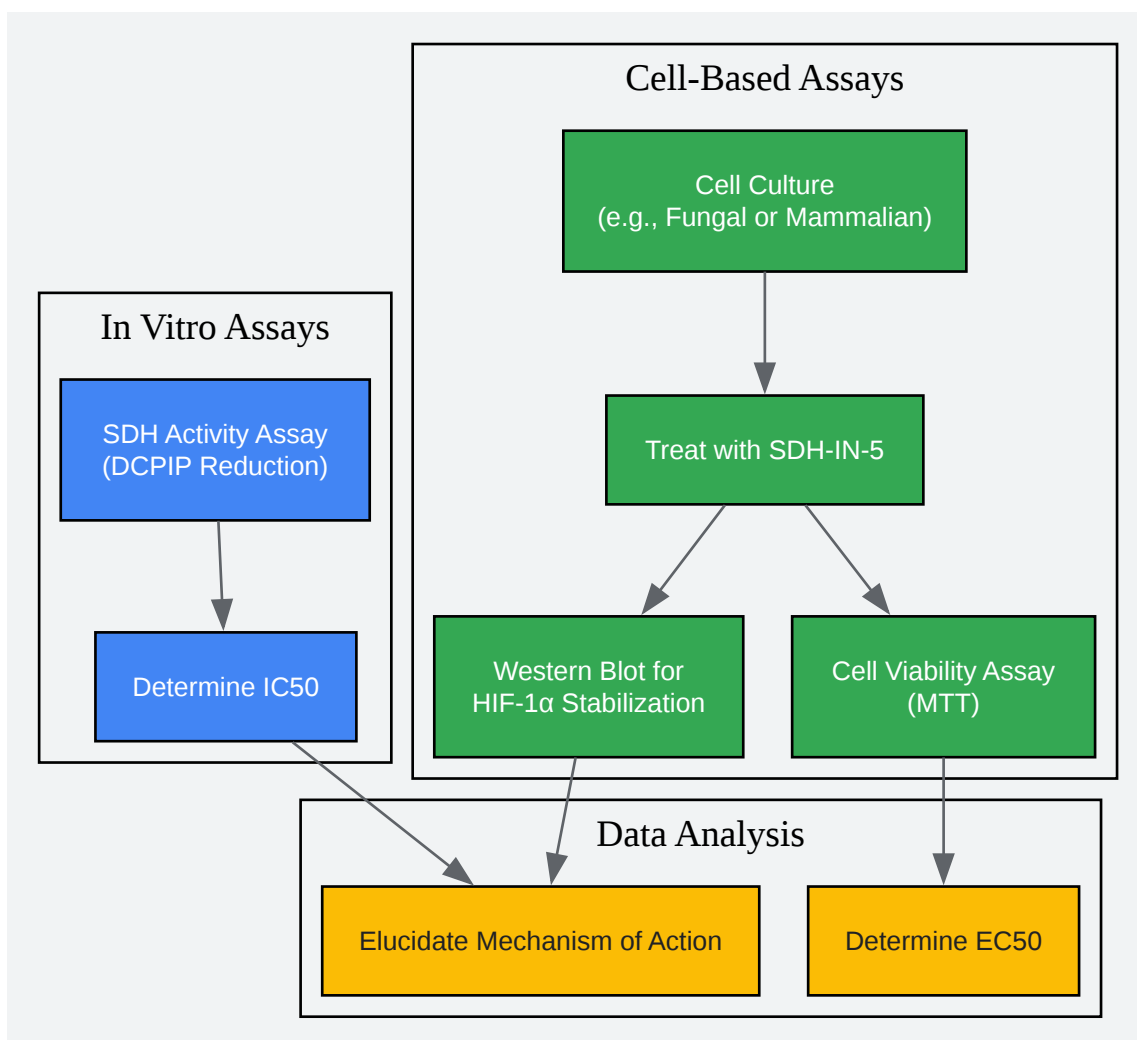 Cell-Based Assays
Cell Culture
(e.g., Fungal or Mammalian)
In Vitro Assays
SDH Activity Assay
(DCPIP Reduction)
Treat with SDH-IN-5
Determine IC50
Western Blot for
HIF-1α Stabilization
Cell Viability Assay
(MTT)
Data Analysis
Elucidate Mechanism of Action
Determine EC50